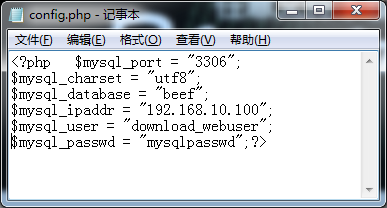 config.php - 记事本
文件(F) 编辑(E) 格式(O) 查看(V) 帮助(H)
<?php   $mysql_port = "3306";
$mysql_charset = "utf8";
$mysql_database = "beef";
$mysql_ipaddr = "192.168.10.100";
$mysql_user = "download_webuser";
$mysql_passwd = "mysqlpasswd";?>